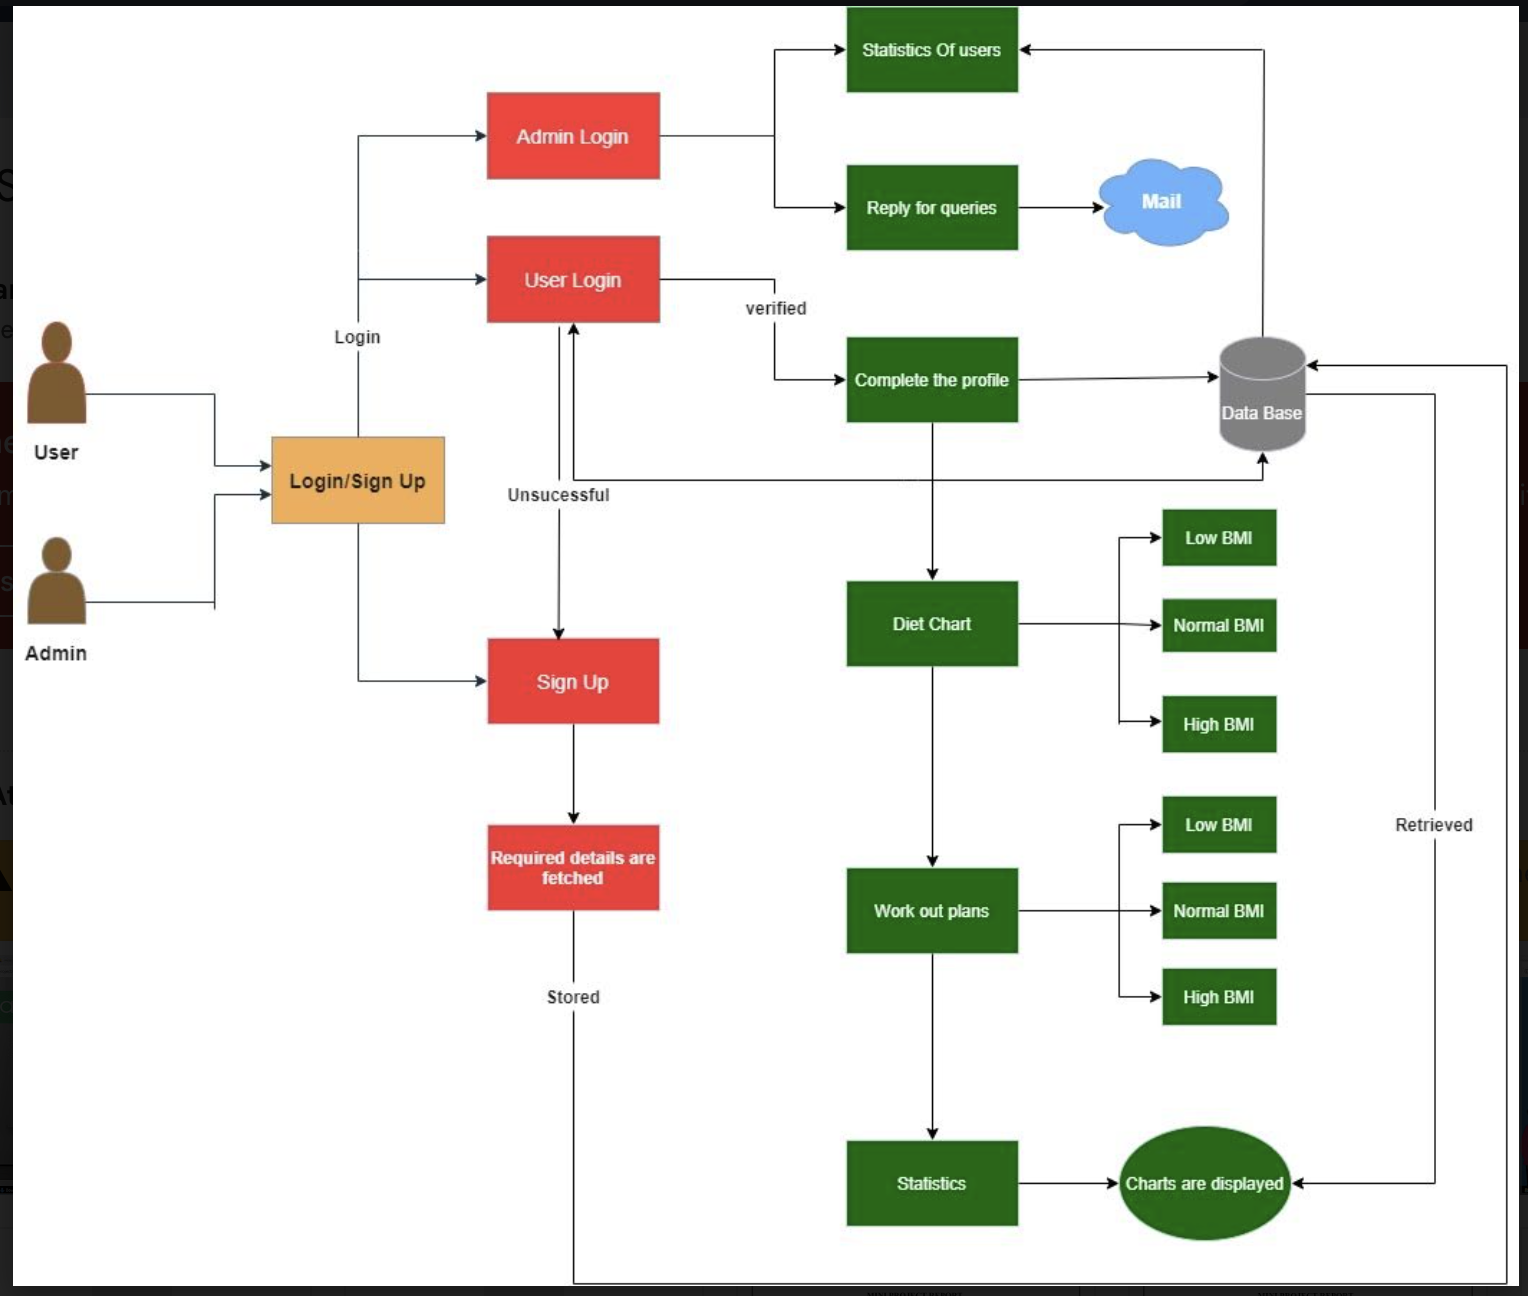 Statistics Of users
Admin Login
Reply for queries
Mail
User Login
verified
Login
Complete the profile
Data Base
User
Login/Sign Up
Unsucessful
Low BMI
Diet Chart
Normal BMI
Admin
Sign Up
High BMI
Low BMI
Retrieved
Required details are
fetched
Work out plans
Normal BMI
Stored
High BMI
Statistics
Charts are displayed